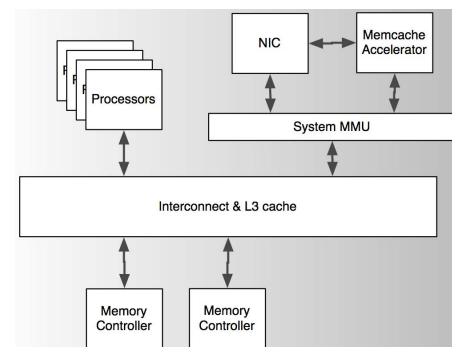 NIC
Memcache
Accelerator
P
P
P
Processors
System MMU
Interconnect & L3 cache
Memory
Controller
Memory
Controller